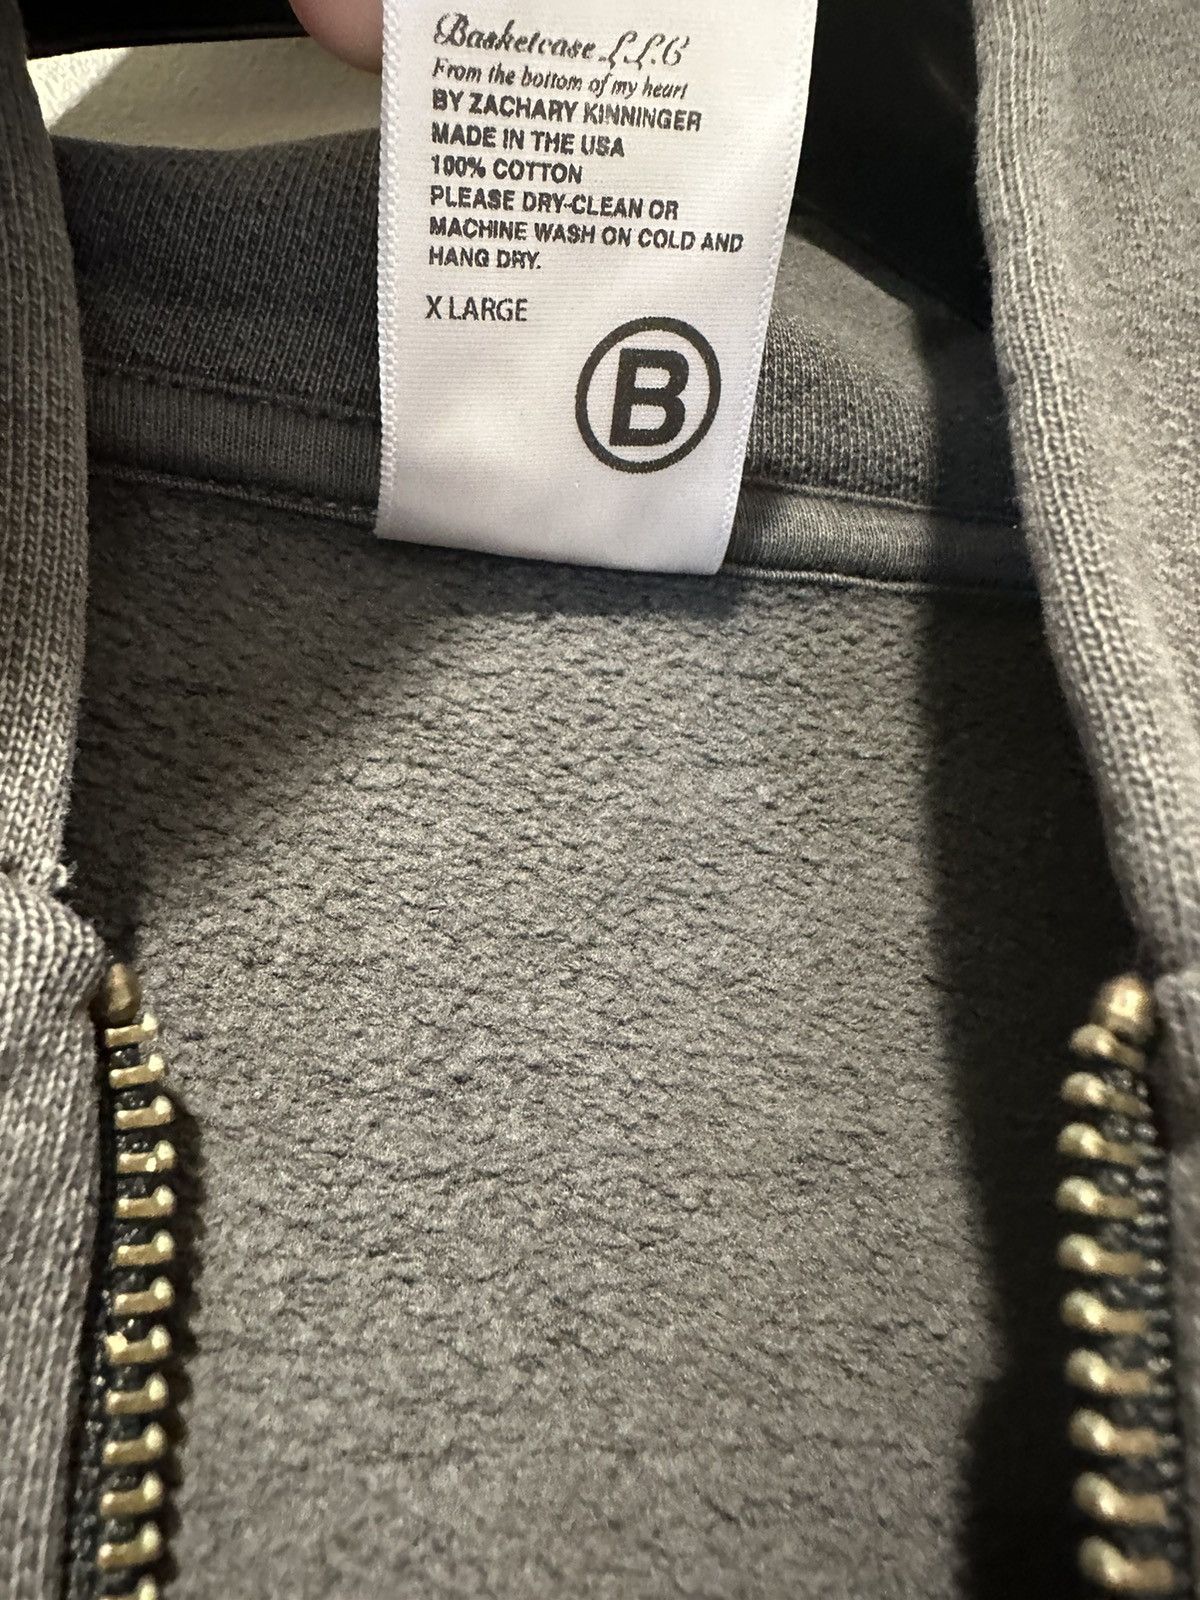 Basketcase LLC
From the bottom of my heart
BY ZACHARY KINNINGER
MADE IN THE USA
100% COTTON
PLEASE DRY-CLEAN OR
MACHINE WASH ON COLD AND
HANG DRY.
X LARGE
B